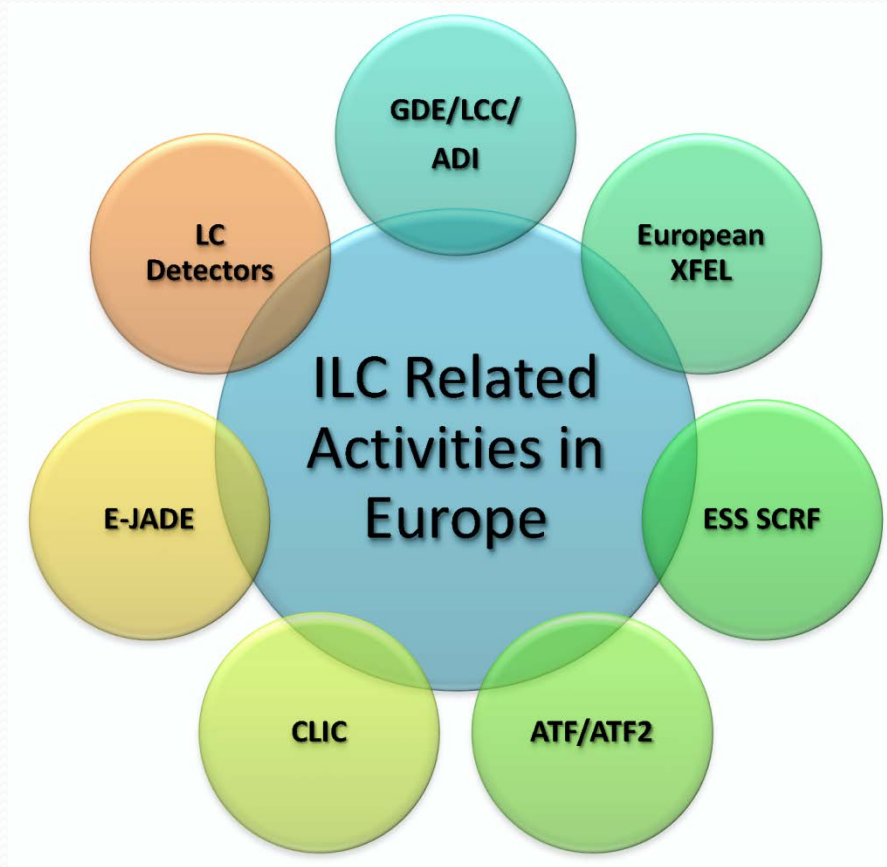 GDE/LCC/
ADI
LC
Detectors
European
XFEL
ILC Related
Activities in
Europe
E-JADE
ESS SCRF
CLIC
ATF/ATF2